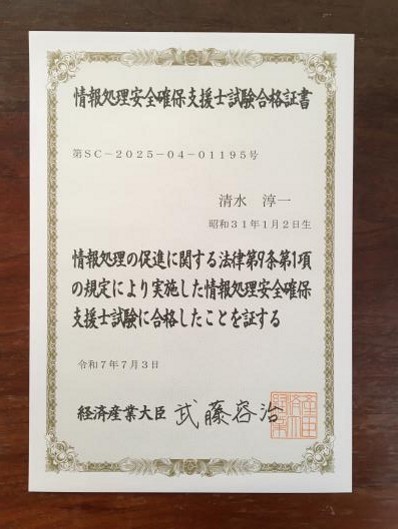 情報処理安全確保支援士試験合格証書
第SC－2025－04－01195号
清水　淳一
昭和31年1月2日生
情報処理の促進に関する法律第9条第1項
の規定により実施した情報処理安全確保
支援士試験に合格したことを証する
令和7年7月3日
経済産業大臣 武藤容治